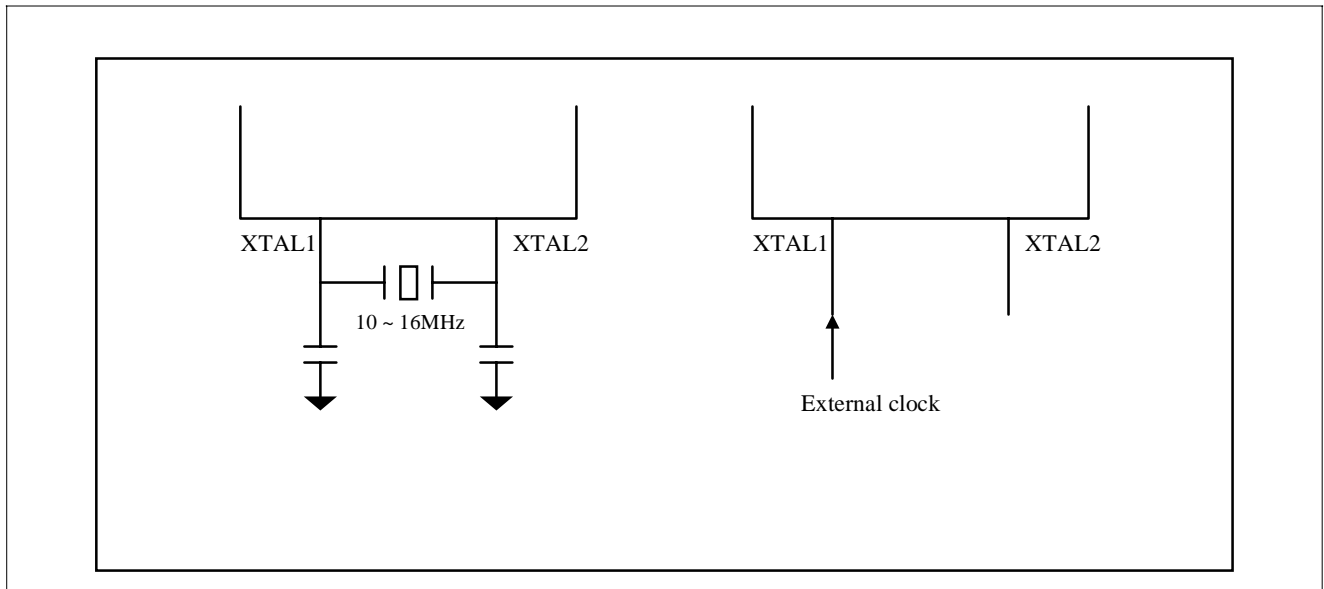 XTAL1
XTAL2
10 ~ 16MHz
XTAL1
XTAL2
External clock